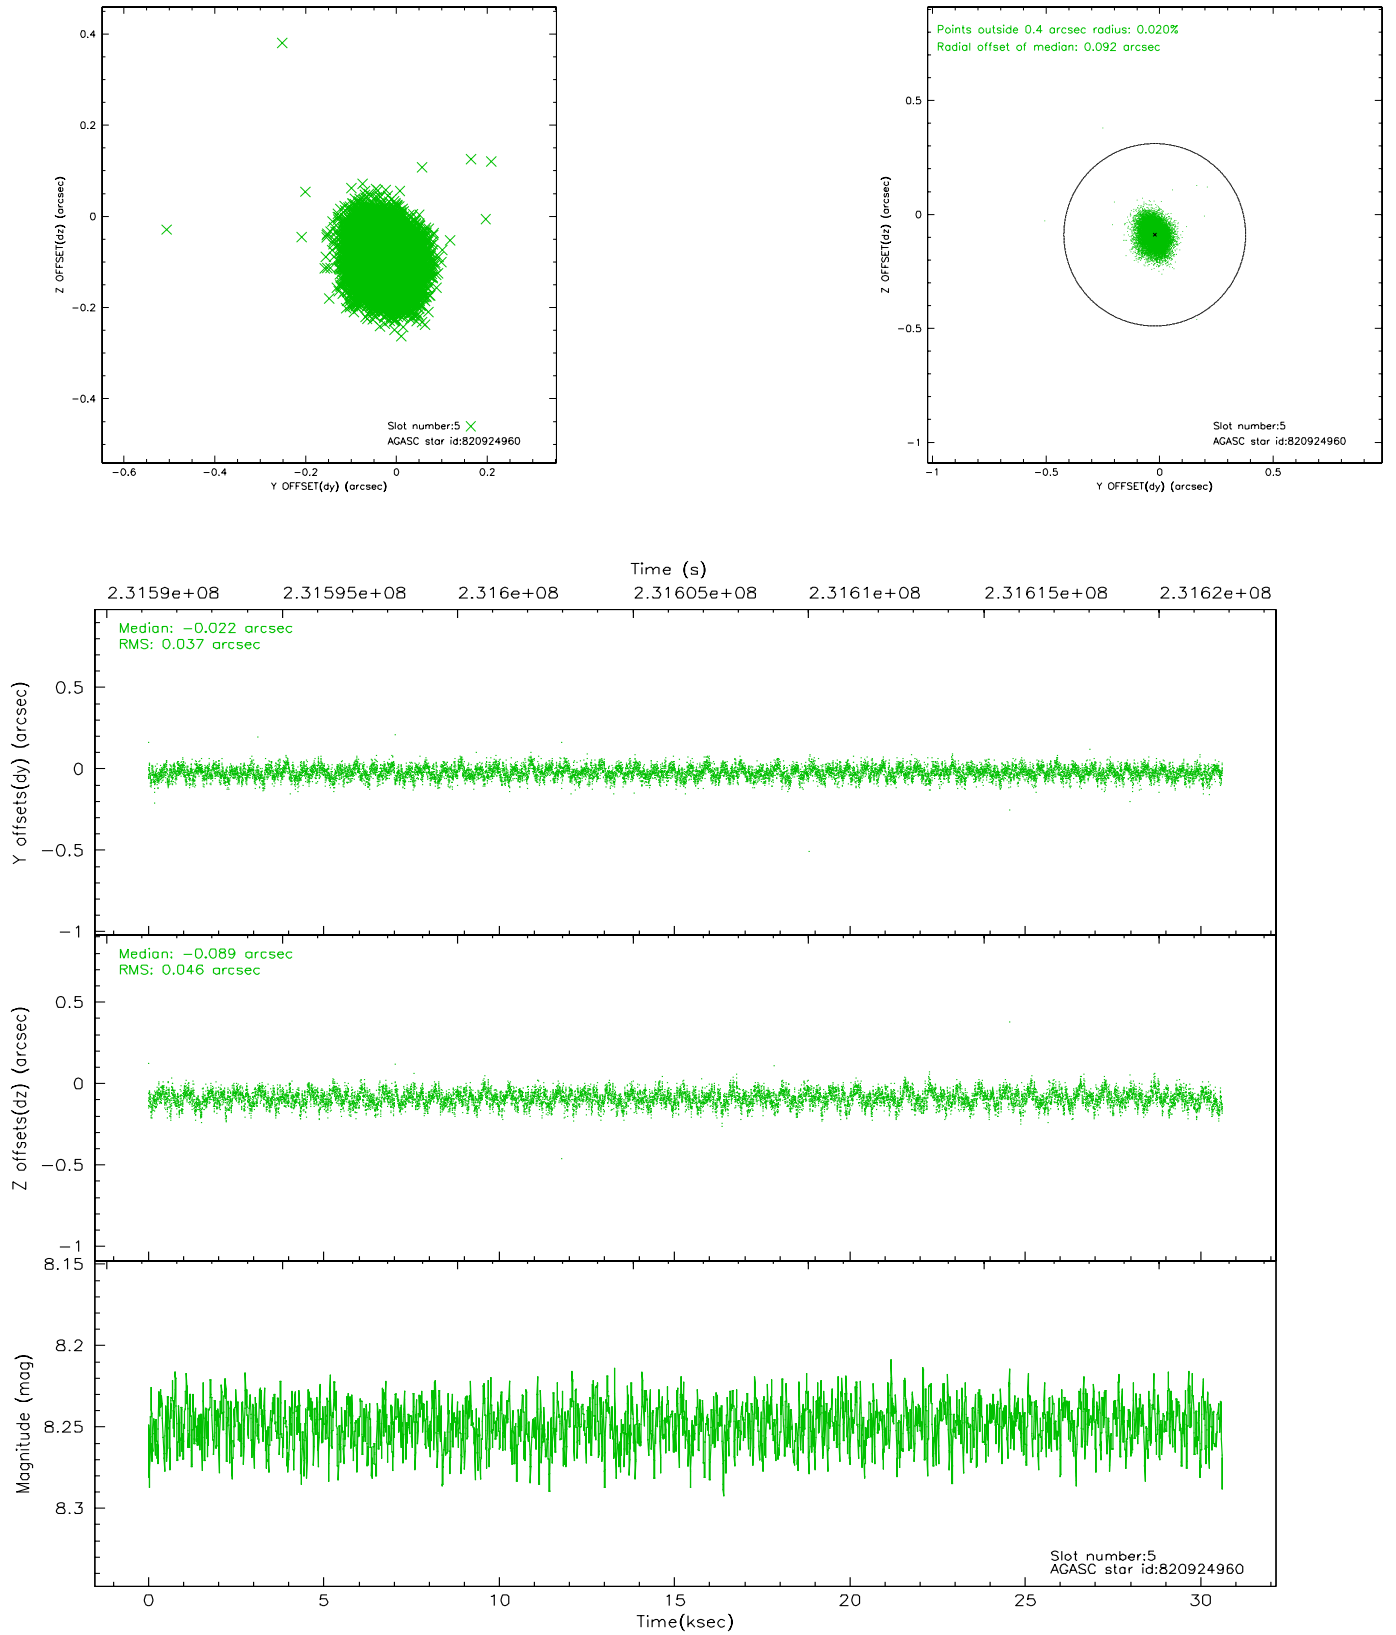 0.4
0.2
0
-0.2
-0.4
Z OFFSET(dz) (arcsec)
-0.6
-0.4
-0.2
0
0.2
Y OFFSET(dy) (arcsec)
Slot number:5
AGASC star id:820924960
Points outside 0.4 arcsec radius: 0.020%
Radial offset of median: 0.092 arcsec
0.5
0
-0.5
-1
Z OFFSET(dz) (arcsec)
-1
-0.5
0
0.5
Y OFFSET(dy) (arcsec)
Slot number:5
AGASC star id:820924960
Time (s)
2.3159e+08
2.31595e+08
2.316e+08
2.31605e+08
2.3161e+08
2.31615e+08
2.3162e+08
Median: -0.022 arcsec
RMS: 0.037 arcsec
0.5
0
-0.5
-1
Y offsets(dy) (arcsec)
Median: -0.089 arcsec
RMS: 0.046 arcsec
0.5
0
-0.5
-1
Z offsets(dz) (arcsec)
8.15
8.2
8.25
8.3
Magnitude (mag)
Slot number:5
AGASC star id:820924960
0
5
10
15
20
25
30
Time(ksec)